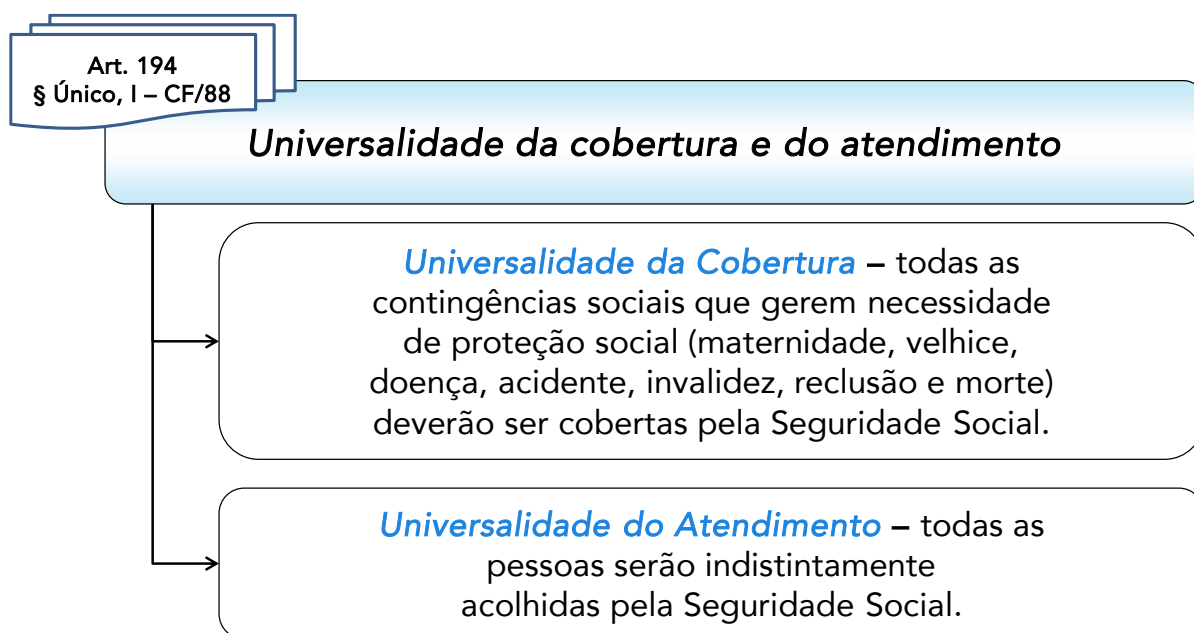 Art. 194
§ Único, I – CF/88
Universalidade da cobertura e do atendimento
Universalidade da Cobertura – todas as
contingências sociais que gerem necessidade
de proteção social (maternidade, velhice,
doença, acidente, invalidez, reclusão e morte)
deverão ser cobertas pela Seguridade Social.
Universalidade do Atendimento – todas as
pessoas serão indistintamente
acolhidas pela Seguridade Social.